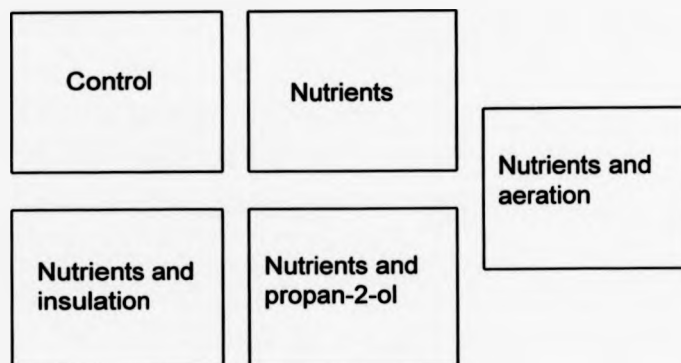 Control
Nutrients
Nutrients and
aeration
Nutrients and
insulation
Nutrients and
propan-2-ol